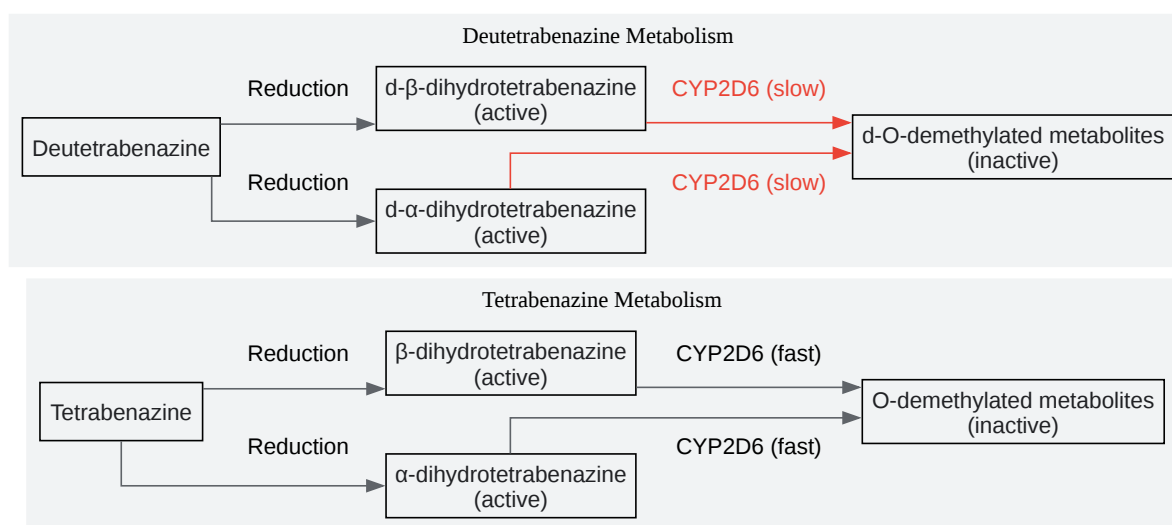 Deutetrabenazine Metabolism
Reduction
d-β-dihydrotetrabenazine
(active)
CYP2D6 (slow)
Deutetrabenazine
d-O-demethylated metabolites
(inactive)
Reduction
d-α-dihydrotetrabenazine
(active)
CYP2D6 (slow)
Tetrabenazine Metabolism
Reduction
β-dihydrotetrabenazine
(active)
CYP2D6 (fast)
Tetrabenazine
O-demethylated metabolites
(inactive)
Reduction
α-dihydrotetrabenazine
(active)
CYP2D6 (fast)